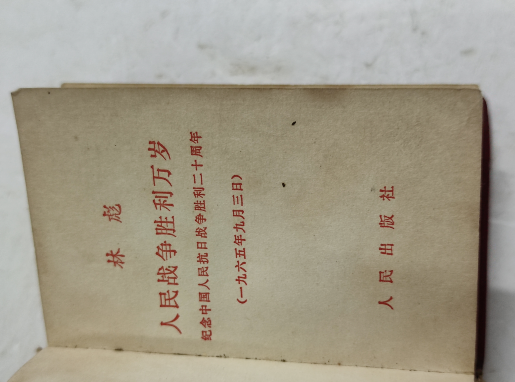 林彪
人民战争胜利万岁
纪念中国人民抗日战争胜利二十周年
(一九六五年九月三日)
人民出版社